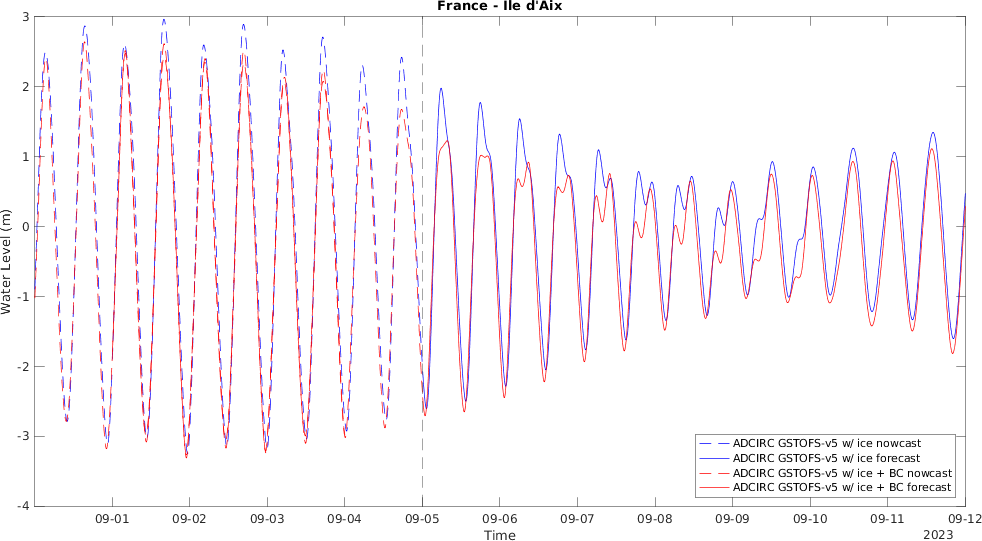 France - Ile d'Aix
3
2
1
0
-1
-2
-3
-4
Water Level (m)
ADCIRC GSTOFS-v5 w/ ice nowcast
ADCIRC GSTOFS-v5 w/ ice forecast
ADCIRC GSTOFS-v5 w/ ice + BC nowcast
ADCIRC GSTOFS-v5 w/ ice + BC forecast
09-01 09-02 09-03 09-04 09-05 09-06 09-07 09-08 09-09 09-10 09-11 09-12
Time
2023